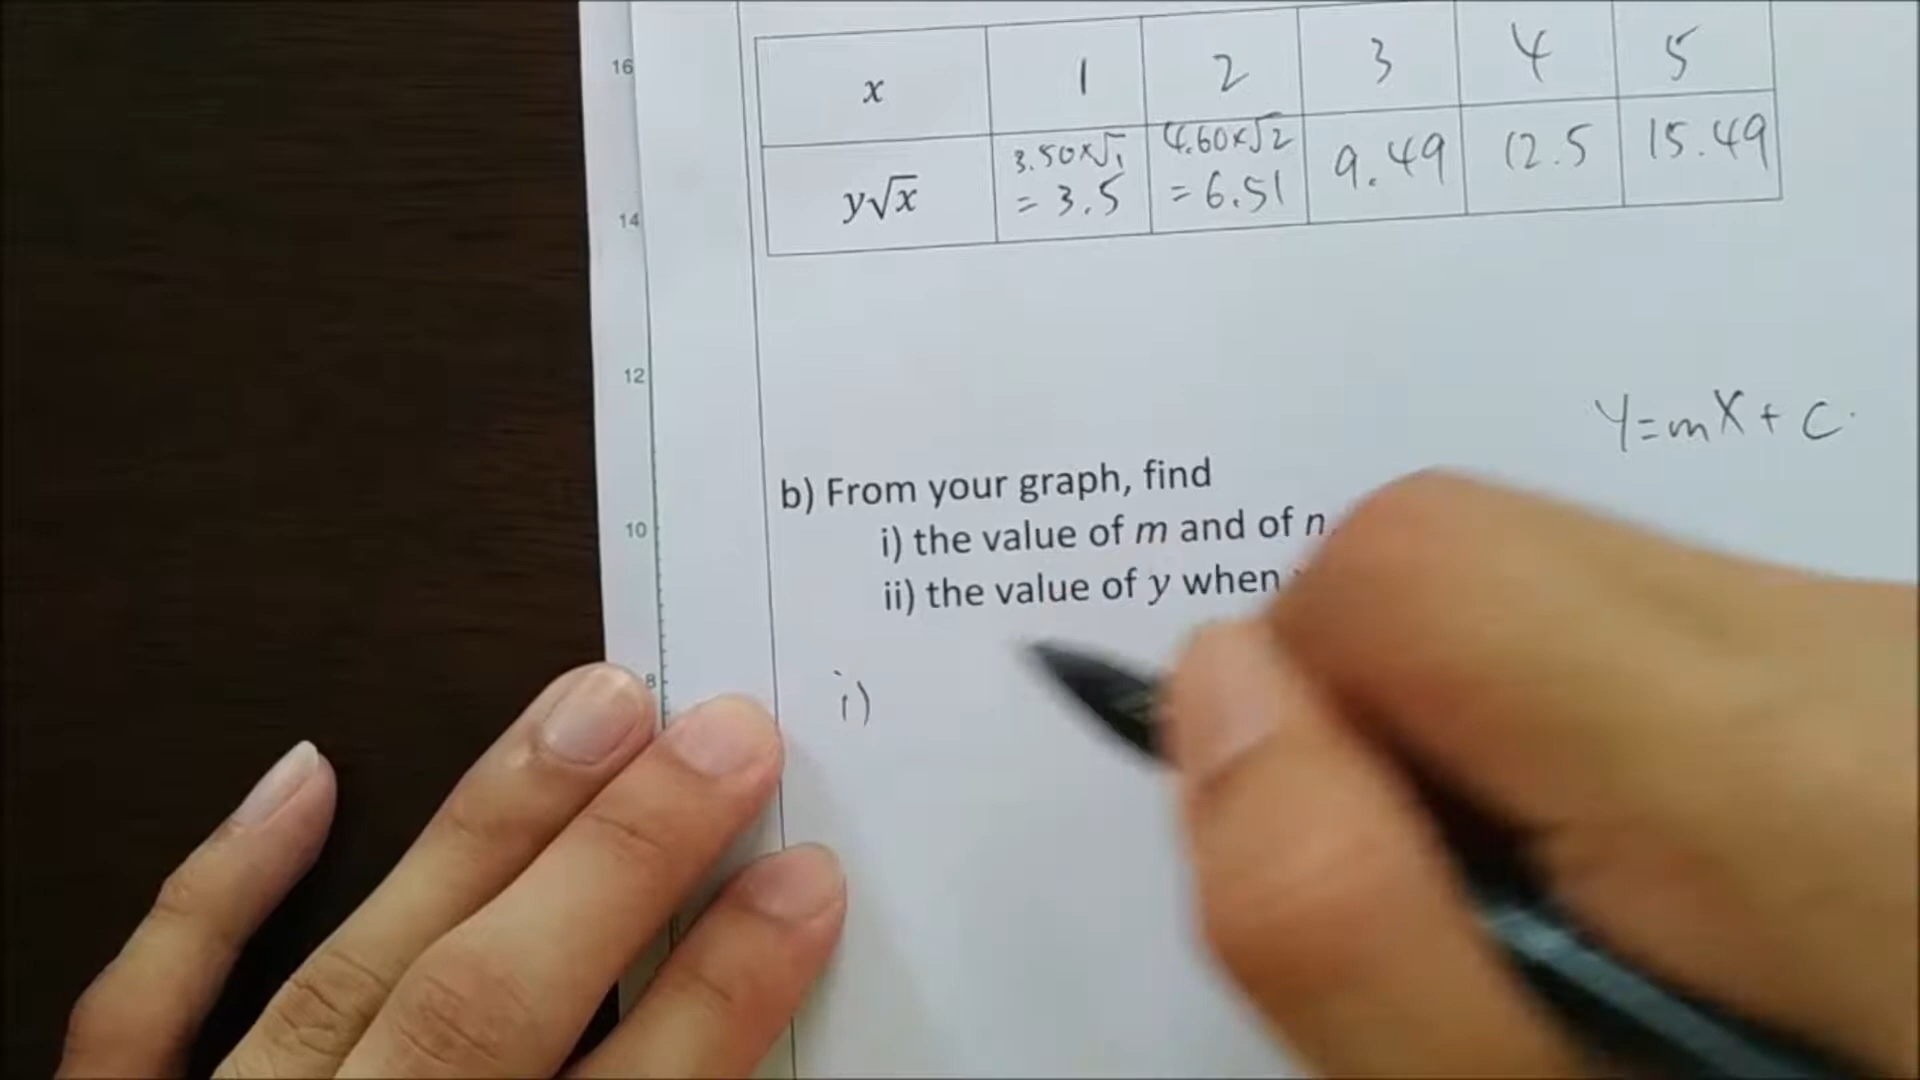 16
x 1 2 3 4 5
y√x 3.50×√1 = 3.5 4.60×√2 = 6.51 9.49 12.5 15.49
14
12
Y=mX+c.
b) From your graph, find
10
i) the value of m and of n.
ii) the value of y when
8
i)